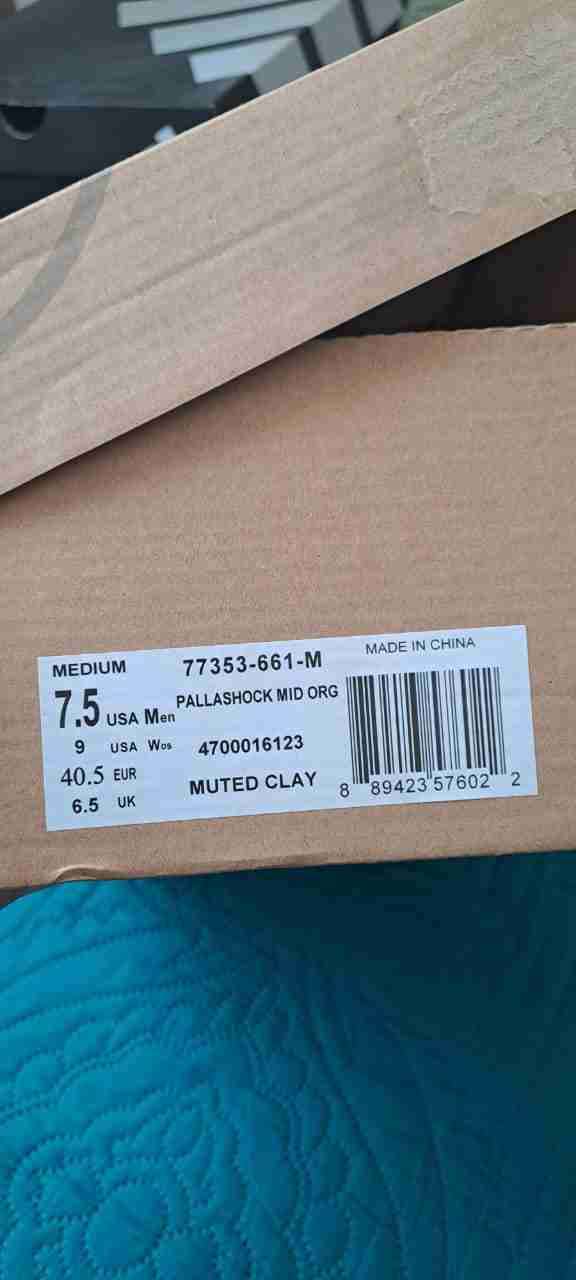 MEDIUM 77353-661-M MADE IN CHINA
7.5 USA Men PALLASHOCK MID ORG
9 USA Wos 4700016123
40.5 EUR
6.5 UK MUTED CLAY
8 89423 57602 2